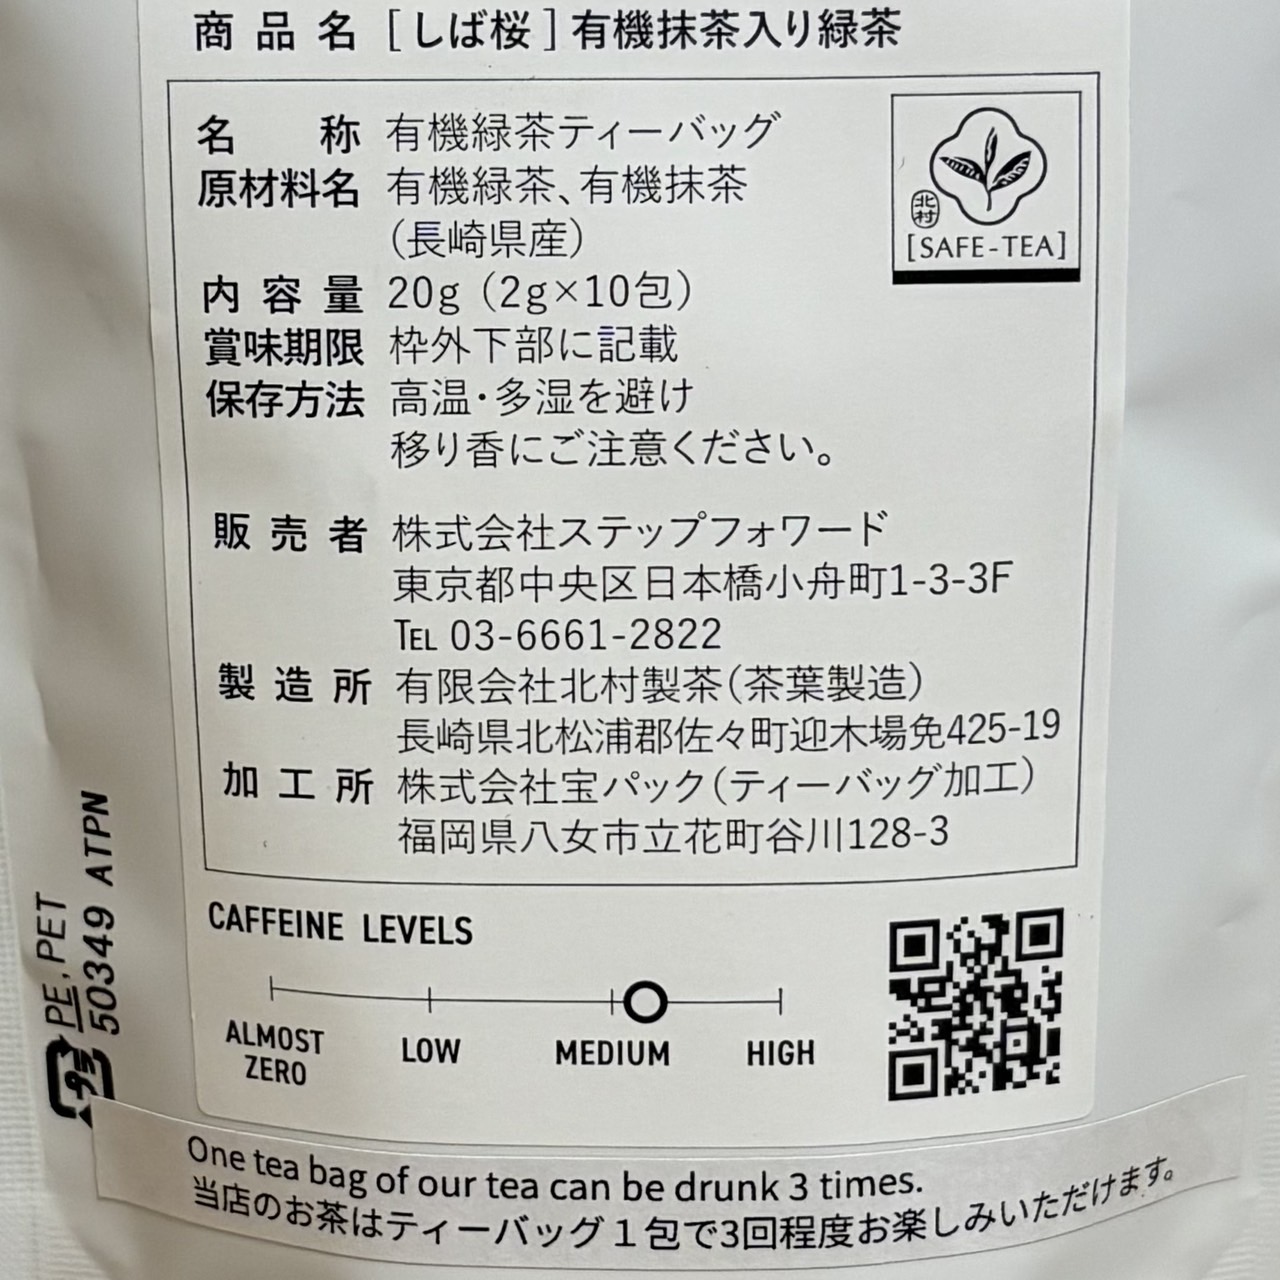 商品名 [しば桜] 有機抹茶入り緑茶
名称 有機緑茶ティーバッグ
原材料名 有機緑茶、有機抹茶
(長崎県産)
内容量 20g (2g×10包)
賞味期限 枠外下部に記載
保存方法 高温・多湿を避け
移り香にご注意ください。
北村
[SAFE-TEA]
販売者 株式会社ステップフォワード
東京都中央区日本橋小舟町1-3-3F
TEL 03-6661-2822
製造所 有限会社北村製茶(茶葉製造)
長崎県北松浦郡佐々町迎木場免425-19
加工所 株式会社宝パック(ティーバッグ加工)
福岡県八女市立花町谷川128-3
CAFFEINE LEVELS
ALMOST ZERO
LOW
MEDIUM
HIGH
プラ
PE, PET
50349 ATPN
One tea bag of our tea can be drunk 3 times.
当店のお茶はティーバッグ1包で3回程度お楽しみいただけます。